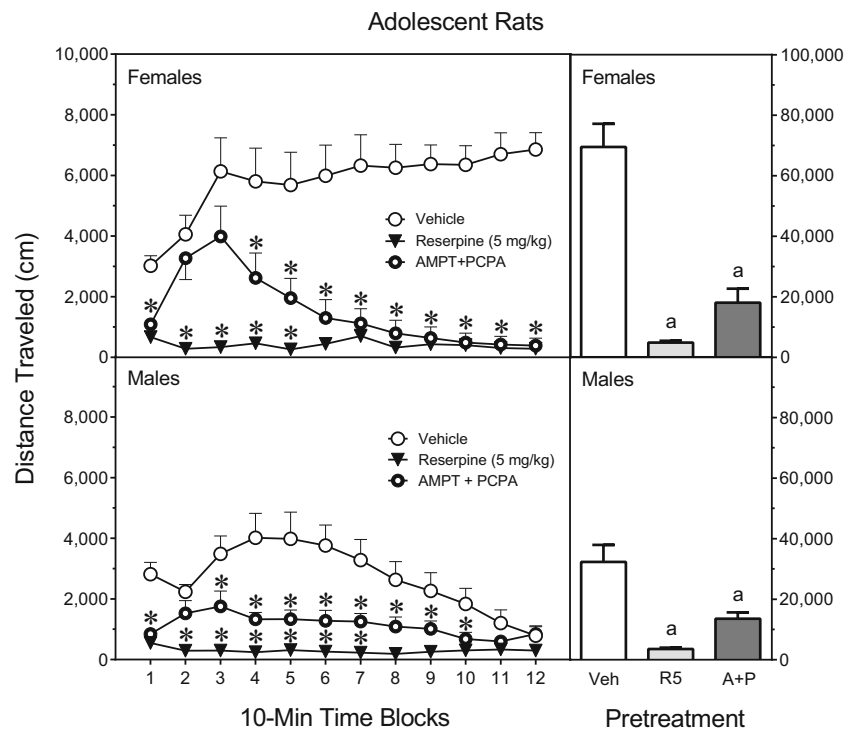 Adolescent Rats
Distance Traveled (cm)
10,000
8,000
6,000
4,000
2,000
0
Females
Vehicle
Reserpine (5 mg/kg)
AMPT+PCPA
* * * * * * * * *
* * * * *
Females
a
a
100,000
80,000
60,000
40,000
20,000
0
8,000
6,000
4,000
2,000
0
Males
Vehicle
Reserpine (5 mg/kg)
AMPT + PCPA
* * * * * * * *
* * * * * * *
1 2 3 4 5 6 7 8 9 10 11 12
10-Min Time Blocks
Males
a
a
80,000
60,000
40,000
20,000
0
Veh R5 A+P
Pretreatment